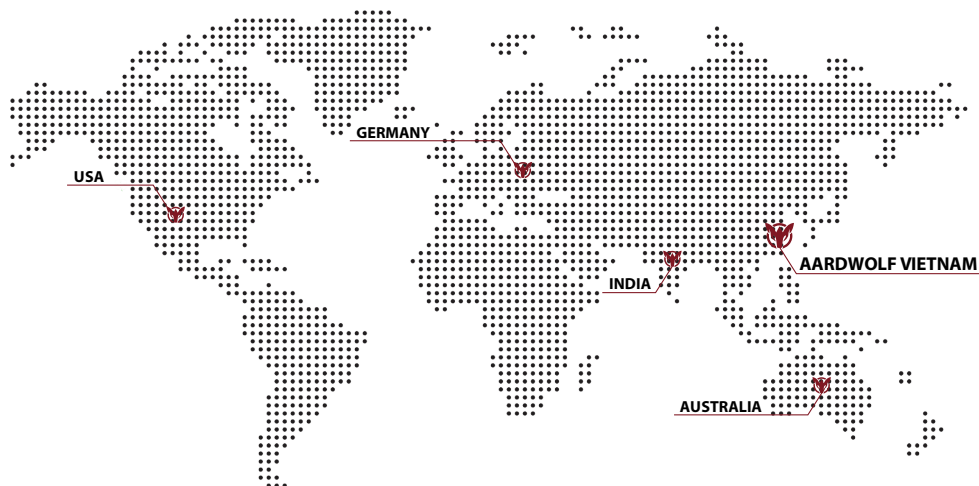 GERMANY
USA
AARDWOLF VIETNAM
INDIA
AUSTRALIA